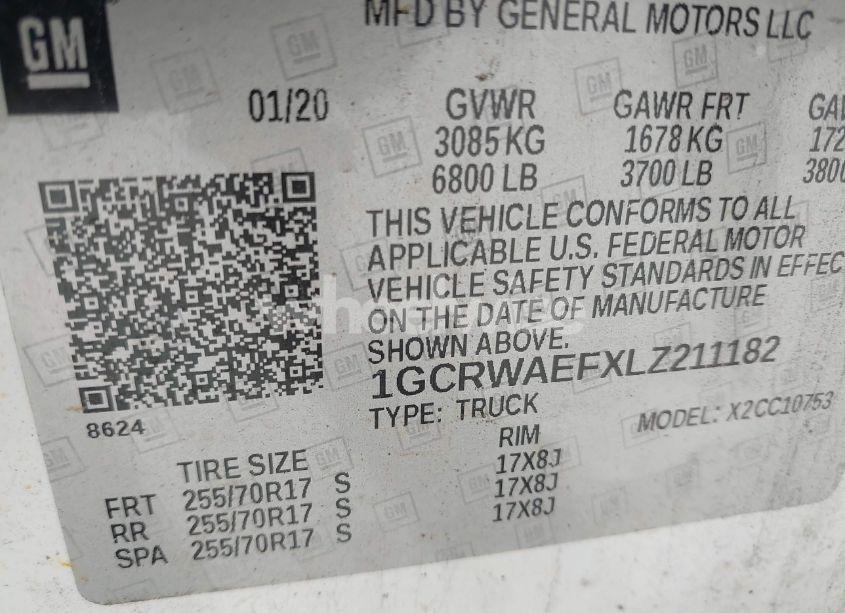 GM
MFD BY GENERAL MOTORS LLC
01/20 GVWR GAWR FRT
3085 KG 1678 KG
6800 LB 3700 LB
THIS VEHICLE CONFORMS TO ALL
APPLICABLE U.S. FEDERAL MOTOR
VEHICLE SAFETY STANDARDS IN EFFEC
ON THE DATE OF MANUFACTURE
SHOWN ABOVE.
1GCRWAEFXLZ211182
8624 TYPE: TRUCK MODEL: X2CC10753
TIRE SIZE RIM
FRT 255/70R17 S 17X8J
RR 255/70R17 S 17X8J
SPA 255/70R17 S 17X8J